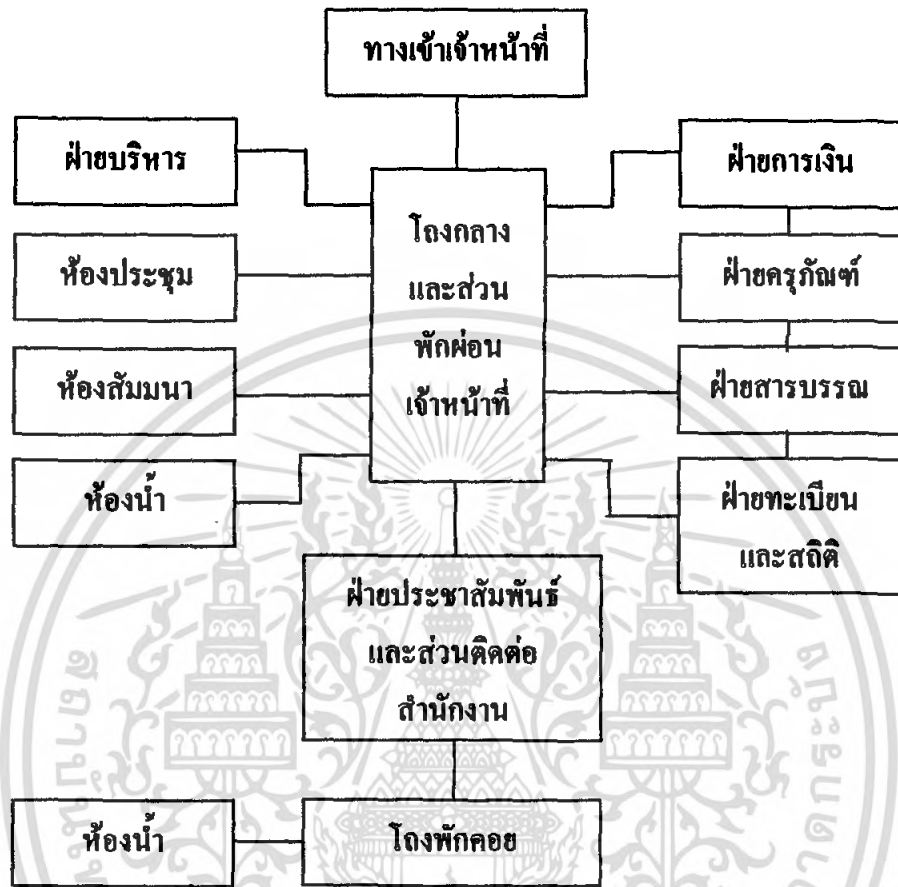 ทางเข้าเจ้าหน้าที่
ฝ่ายบริหาร
ฝ่ายการเงิน
โถงกลาง
และส่วน
พักผ่อน
เจ้าหน้าที่
ห้องประชุม
ฝ่ายครุภัณฑ์
ห้องสัมมนา
ฝ่ายสารบรรณ
ห้องน้ำ
ฝ่ายทะเบียน
และสถิติ
ฝ่ายประชาสัมพันธ์
และส่วนติดต่อ
สำนักงาน
ห้องน้ำ
โถงพักคอย